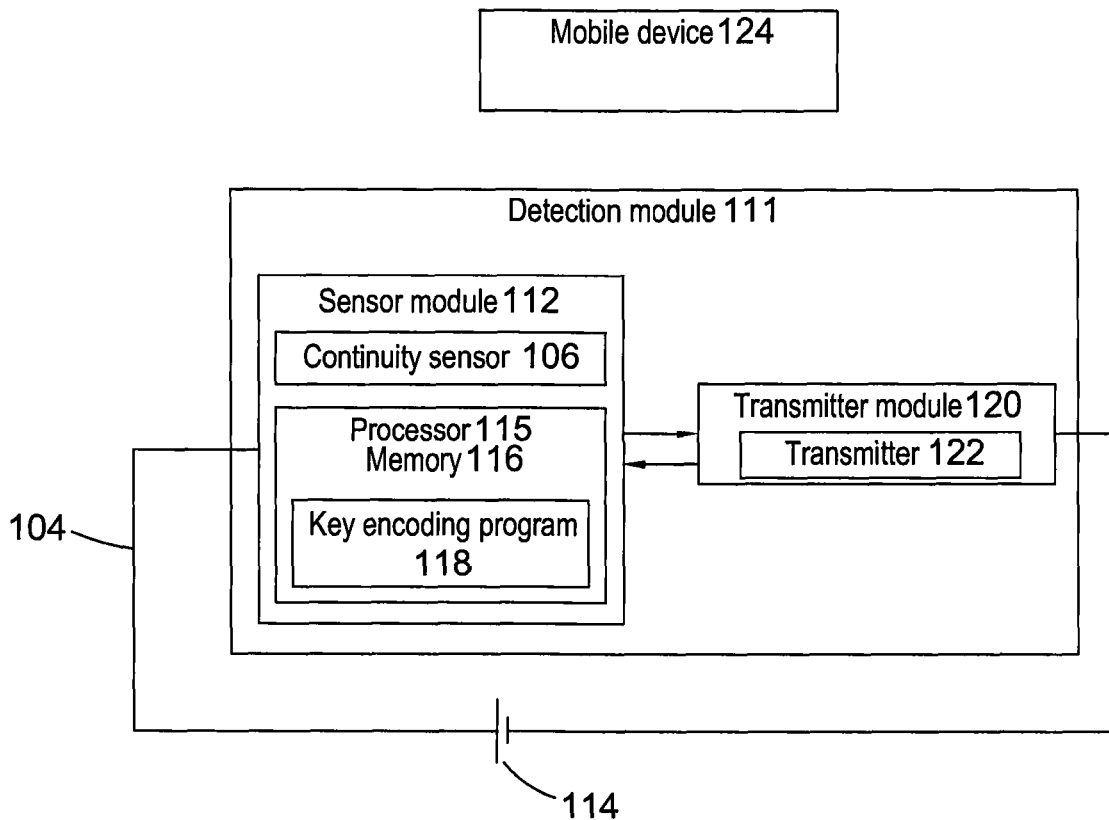 Mobile device 124
Detection module 111
Sensor module 112
Continuity sensor 106
Processor 115
Memory 116
Key encoding program
118
Transmitter module 120
Transmitter 122
104
114